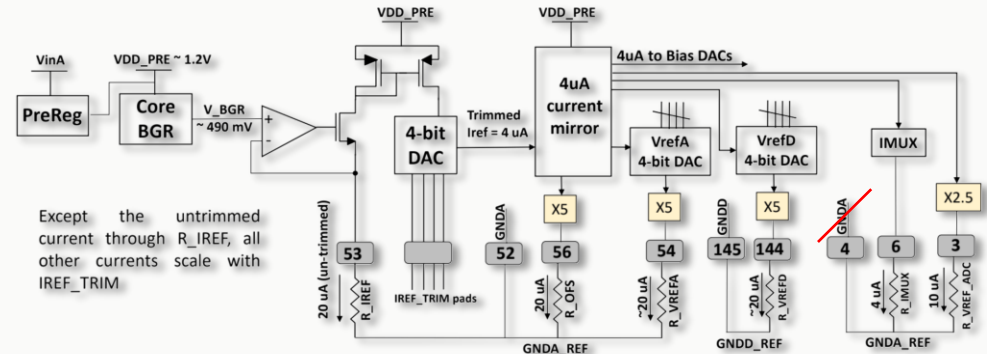 VDD_PRE
VDD_PRE
VinA
VDD_PRE ~ 1.2V
PreReg
Core
BGR
V_BGR
~ 490 mV
+
-
4-bit
DAC
Trimmed
Iref = 4 uA
4uA
current
mirror
4uA to Bias DACs
VrefA
4-bit DAC
VrefD
4-bit DAC
IMUX
X5
X5
X5
X2.5
Except the untrimmed
current through R_IREF, all
other currents scale with
IREF_TRIM
GNDA
GNDD
GNDA
53
52
56
54
145
144
4
6
3
20 uA (un-trimmed)
R_IREF
IREF_TRIM pads
20 uA
R_OFS
~20 uA
R_VREFA
~20 uA
R_VREFD
4 uA
R_IMUX
10 uA
R_VREF_ADC
GNDA_REF
GNDD_REF
GNDA_REF